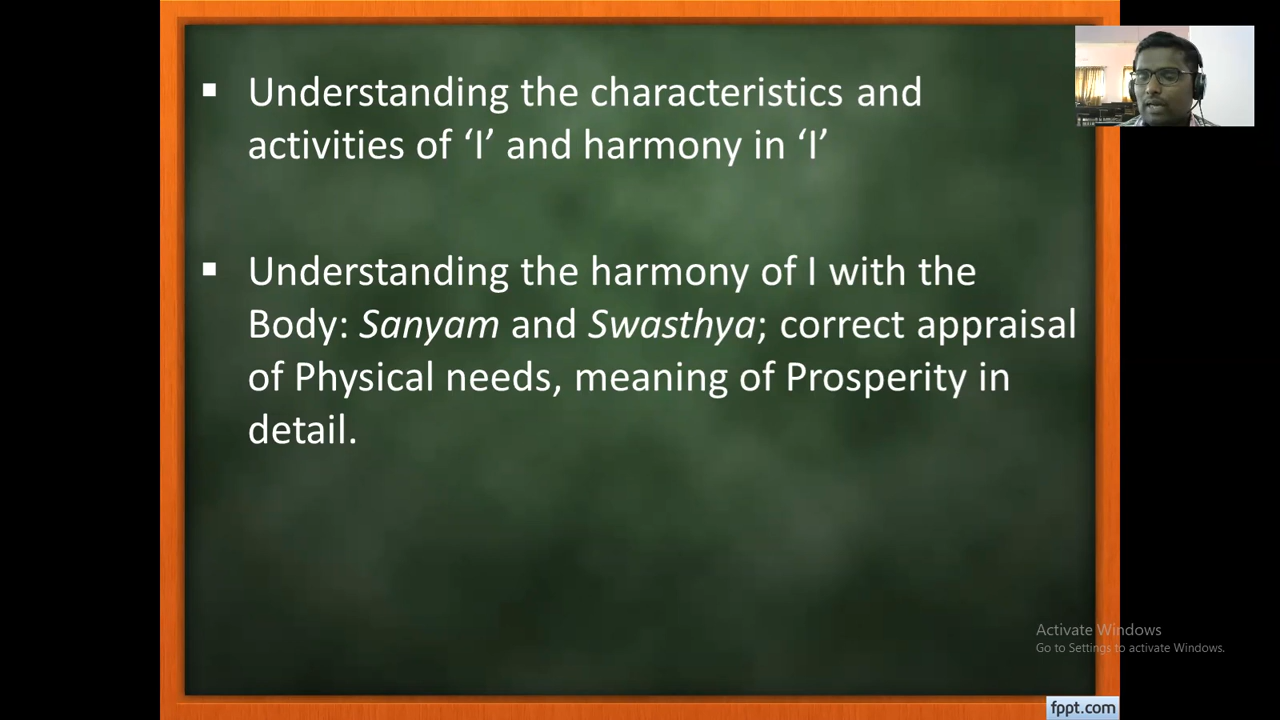 ▪ Understanding the characteristics and
activities of ‘I’ and harmony in ‘I’
▪ Understanding the harmony of I with the
Body: Sanyam and Swasthya; correct appraisal
of Physical needs, meaning of Prosperity in
detail.
Activate Windows
Go to Settings to activate Windows.
fppt.com